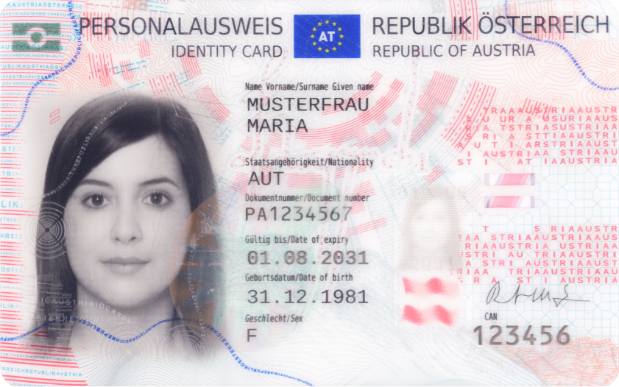 PERSONALAUSWEIS
IDENTITY CARD
AT
REPUBLIK ÖSTERREICH
REPUBLIC OF AUSTRIA
Name Vorname/Surname Given name
MUSTERFRAU
MARIA
Staatsangehörigkeit/Nationality
AUT
Dokumentnummer/Document number
PA1234567
Gültig bis/Date of expiry
01.08.2031
Geburtsdatum/Date of birth
31.12.1981
Geschlecht/Sex
F
CAN
123456